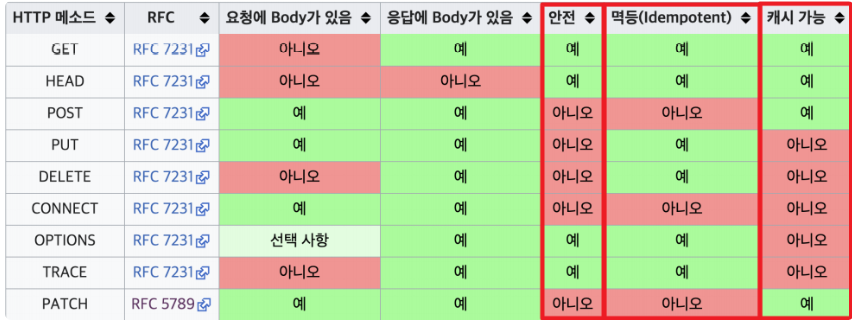 HTTP 메소드 RFC 요청에 Body가 있음 응답에 Body가 있음 안전 멱등(Idempotent) 캐시 가능
GET RFC 7231 아니오 예 예 예 예
HEAD RFC 7231 아니오 아니오 예 예 예
POST RFC 7231 예 예 아니오 아니오 예
PUT RFC 7231 예 예 아니오 예 아니오
DELETE RFC 7231 아니오 예 아니오 예 아니오
CONNECT RFC 7231 예 예 아니오 아니오 아니오
OPTIONS RFC 7231 선택 사항 예 예 예 아니오
TRACE RFC 7231 아니오 예 예 예 아니오
PATCH RFC 5789 예 예 아니오 아니오 예